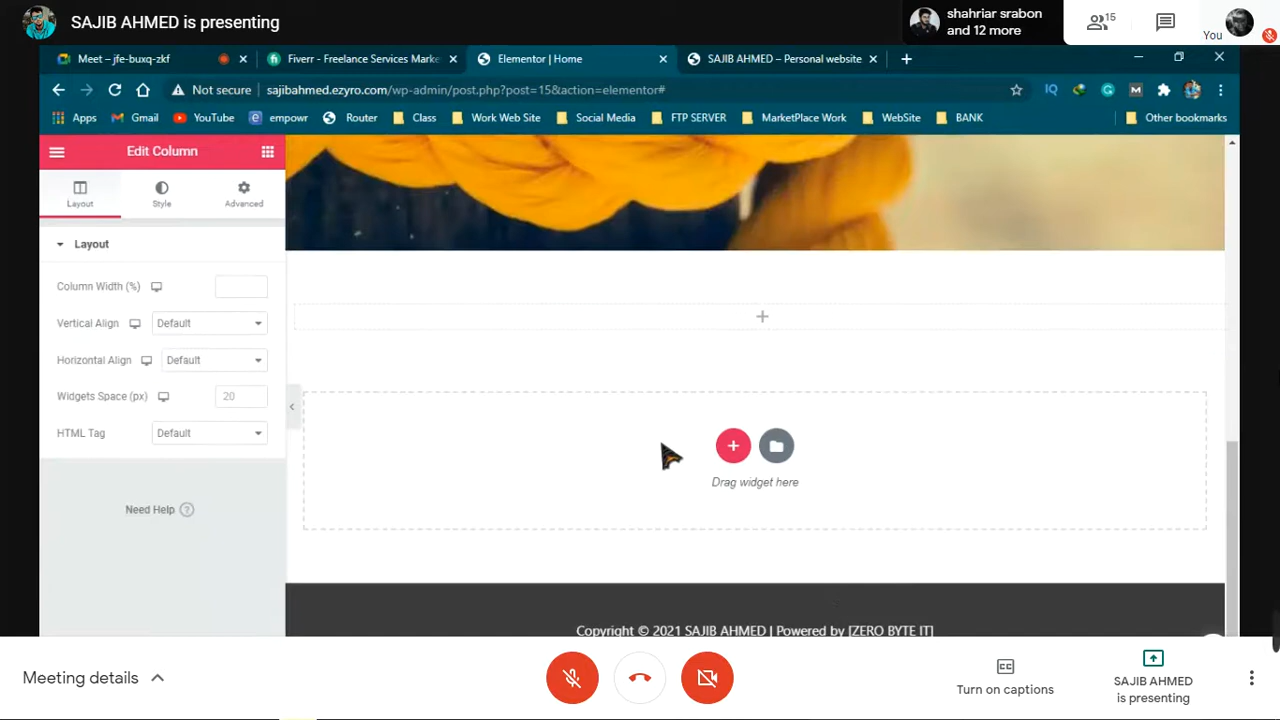 SAJIB AHMED is presenting
shahriar srabon
and 12 more
15
You
Meet – jfe-buxq-zkf
Fiverr - Freelance Services Marke
Elementor | Home
SAJIB AHMED – Personal website
Not secure | sajibahmed.ezyro.com/wp-admin/post.php?post=15&action=elementor#
IQ
Apps
Gmail
YouTube
empowr
Router
Class
Work Web Site
Social Media
FTP SERVER
MarketPlace Work
WebSite
BANK
Other bookmarks
Edit Column
Layout
Style
Advanced
Layout
Column Width (%)
Vertical Align
Default
Horizontal Align
Default
Widgets Space (px)
20
HTML Tag
Default
Need Help
Drag widget here
Copyright © 2021 SAJIB AHMED | Powered by [ZERO BYTE IT]
Meeting details
Turn on captions
SAJIB AHMED
is presenting